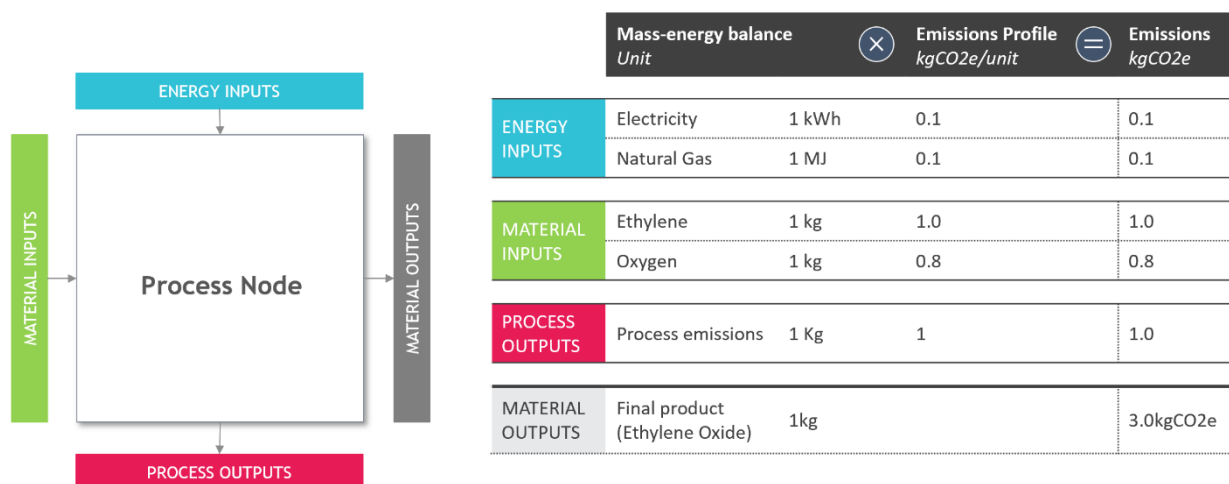 ENERGY INPUTS
MATERIAL INPUTS
Process Node
MATERIAL OUTPUTS
PROCESS OUTPUTS
Mass-energy balance × Emissions Profile = Emissions
Unit kgCO2e/unit kgCO2e
ENERGY
INPUTS
Electricity 1 kWh 0.1 0.1
Natural Gas 1 MJ 0.1 0.1
MATERIAL
INPUTS
Ethylene 1 kg 1.0 1.0
Oxygen 1 kg 0.8 0.8
PROCESS
OUTPUTS
Process emissions 1 Kg 1 1.0
MATERIAL
OUTPUTS
Final product
(Ethylene Oxide) 1kg 3.0kgCO2e